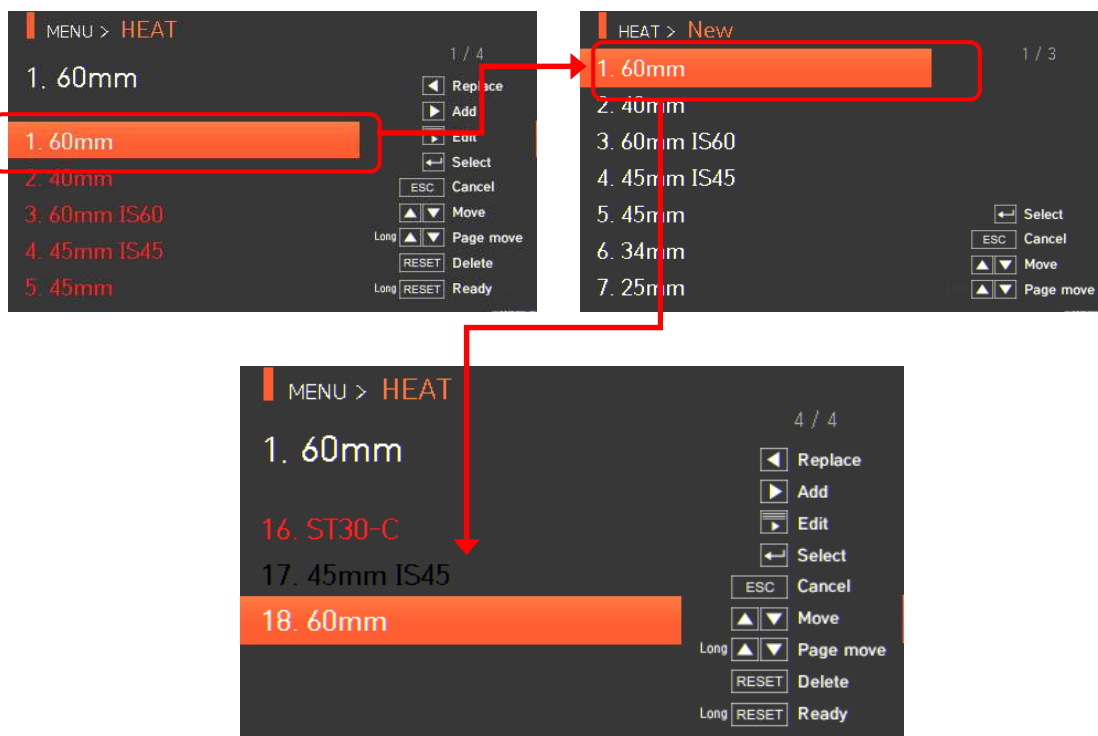 MENU > HEAT
1 / 4
1. 60mm
Replace
Add
1. 60mm
Edit
Select
2. 40mm
ESC Cancel
3. 60mm IS60
Move
Long Page move
4. 45mm IS45
RESET Delete
5. 45mm
Long RESET Ready
HEAT > New
1 / 3
1. 60mm
2. 40mm
3. 60mm IS60
4. 45mm IS45
5. 45mm
Select
ESC Cancel
6. 34mm
Move
7. 25mm
Page move
MENU > HEAT
4 / 4
1. 60mm
Replace
Add
16. ST30-C
Edit
Select
17. 45mm IS45
ESC Cancel
18. 60mm
Move
Long Page move
RESET Delete
Long RESET Ready